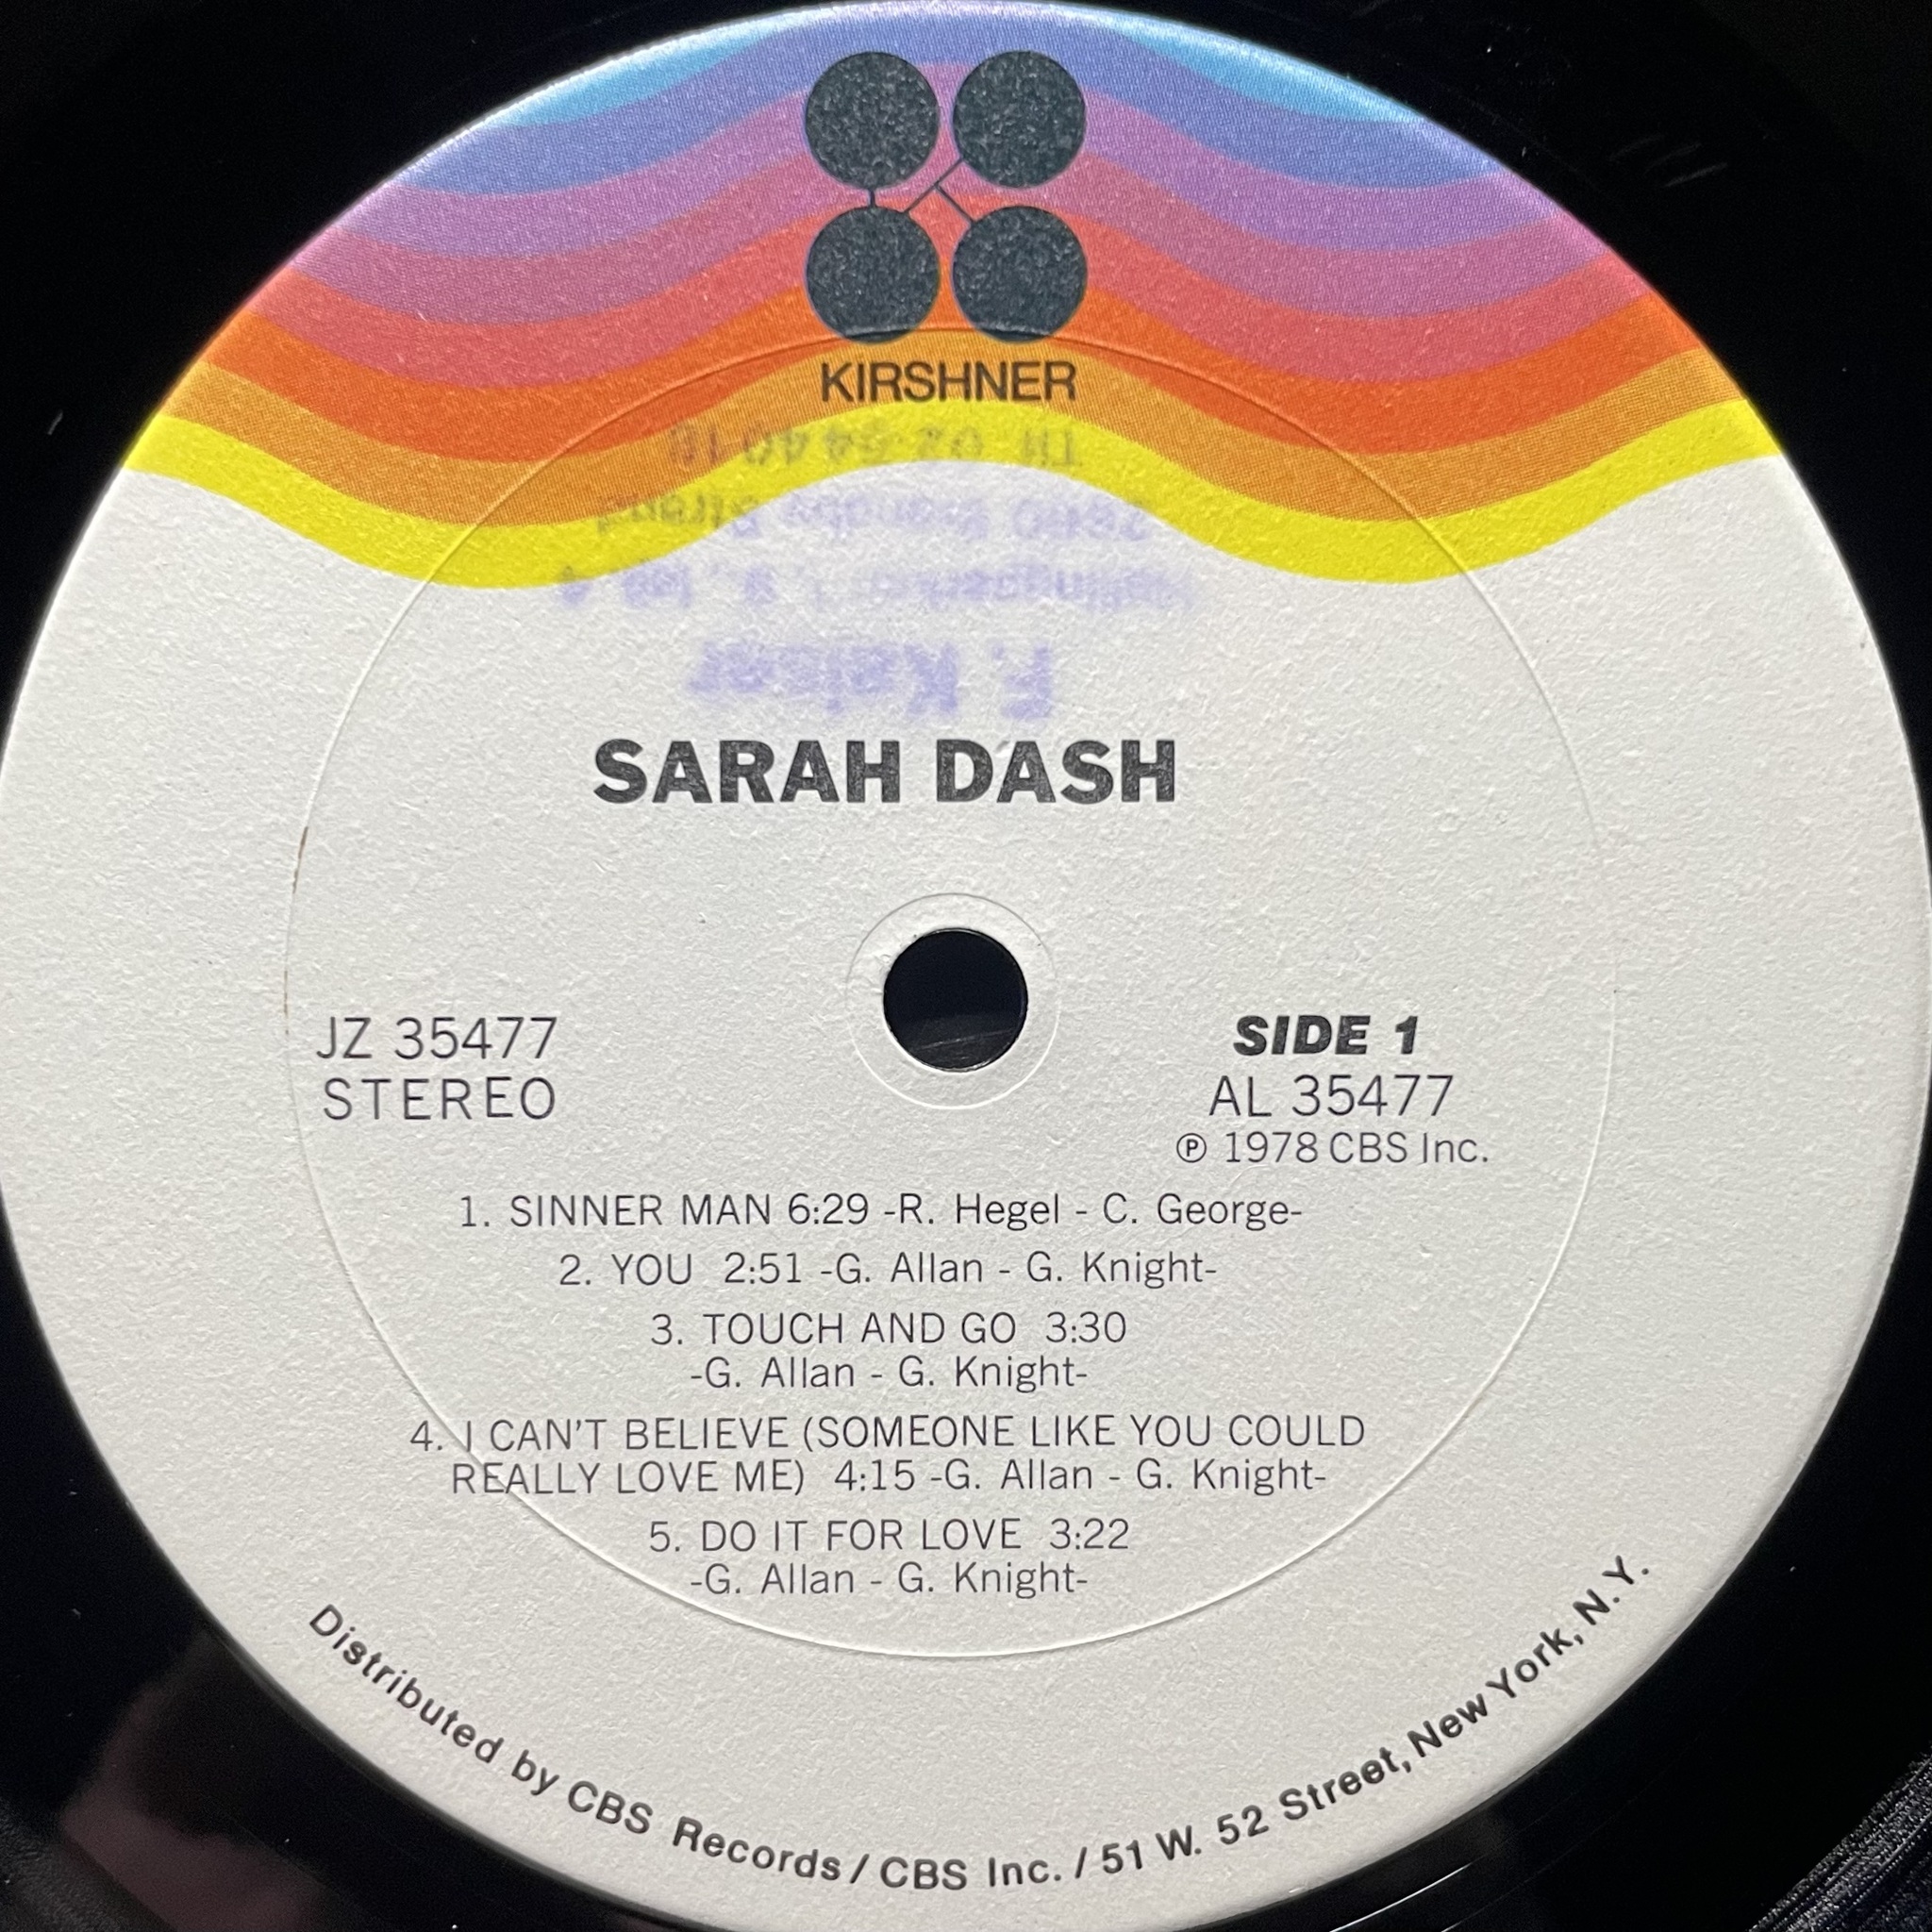 KIRSHNER
2660 Brøndby Strand
SARAH DASH
JZ 35477
STEREO
SIDE 1
AL 35477
℗ 1978 CBS Inc.
1. SINNER MAN 6:29 -R. Hegel - C. George-
2. YOU 2:51 -G. Allan - G. Knight-
3. TOUCH AND GO 3:30
-G. Allan - G. Knight-
4. I CAN'T BELIEVE (SOMEONE LIKE YOU COULD
REALLY LOVE ME) 4:15 -G. Allan - G. Knight-
5. DO IT FOR LOVE 3:22
-G. Allan - G. Knight-
Distributed by CBS Records / CBS Inc. / 51 W. 52 Street, New York, N.Y.